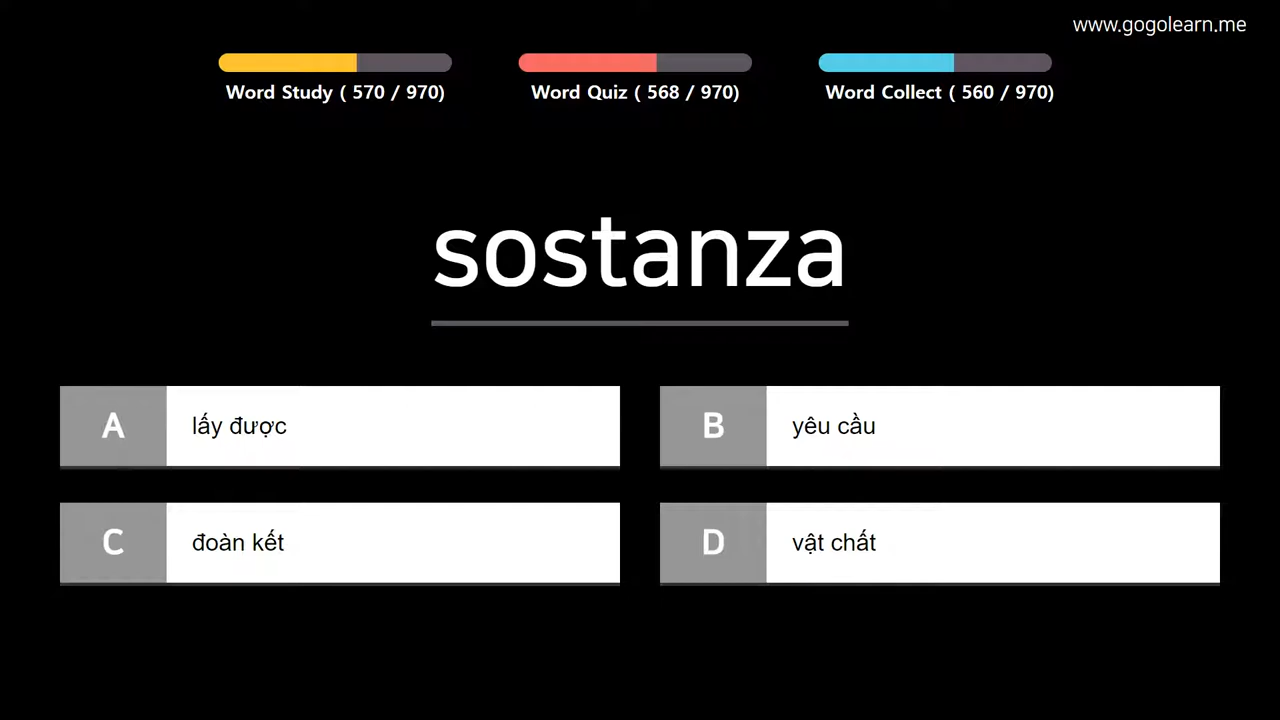 www.gogolearn.me
Word Study ( 570 / 970)
Word Quiz ( 568 / 970)
Word Collect ( 560 / 970)
sostanza
A lấy được
B yêu cầu
C đoàn kết
D vật chất